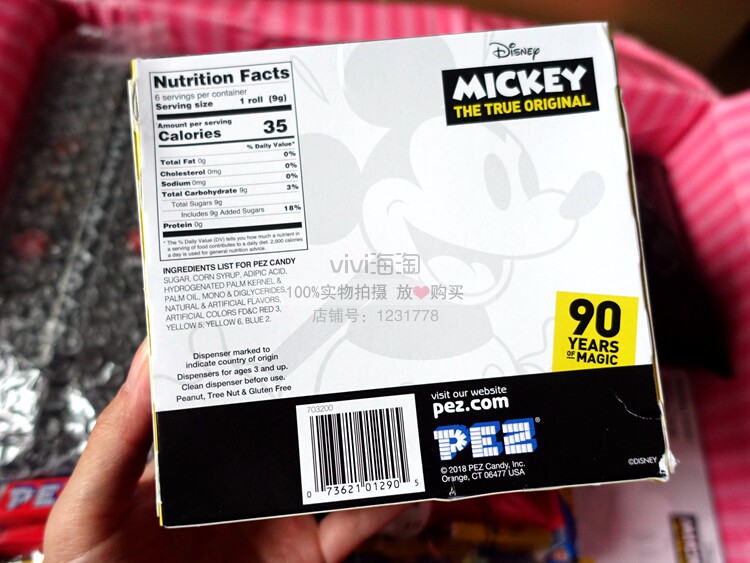 Nutrition Facts
6 servings per container
Serving size 1 roll (9g)
Amount per serving
Calories 35
% Daily Value*
Total Fat 0g 0%
Cholesterol 0mg 0%
Sodium 0mg 0%
Total Carbohydrate 9g 3%
Total Sugars 9g
Includes 9g Added Sugars 18%
Protein 0g
* The % Daily Value (DV) tells you how much a nutrient in
a serving of food contributes to a daily diet. 2,000 calories
a day is used for general nutrition advice.
INGREDIENTS LIST FOR PEZ CANDY
SUGAR, CORN SYRUP, ADIPIC ACID,
HYDROGENATED PALM KERNEL &
PALM OIL, MONO & DIGLYCERIDES,
NATURAL & ARTIFICIAL FLAVORS,
ARTIFICIAL COLORS FD&C RED 3,
YELLOW 5, YELLOW 6, BLUE 2.
Dispenser marked to
indicate country of origin
Dispensers for ages 3 and up.
Clean dispenser before use.
Peanut, Tree Nut & Gluten Free
Disney
MICKEY
THE TRUE ORIGINAL
vivi海淘
100%实物拍摄 放❤购买
店铺号：1231778
90
YEARS
OF MAGIC
703200
0 73621 01290 5
visit our website
pez.com
PEZ®
© 2018 PEZ Candy, Inc.
Orange, CT 06477 USA
©DISNEY
PEZ